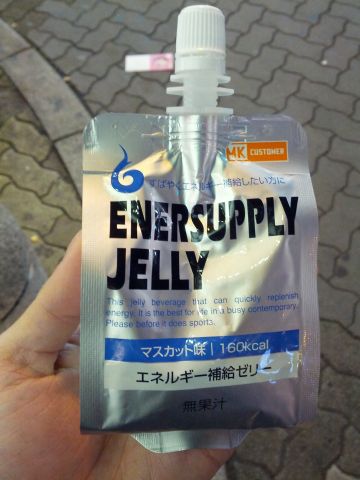 MK CUSTOMER
すばやくエネルギー補給したい方に
ENERSUPPLY
JELLY
This jelly beverage that can quickly replenish
energy. It is the best for life in a busy contemporary.
Please before it does sports.
マスカット味 | 160kcal
エネルギー補給ゼリー
無果汁